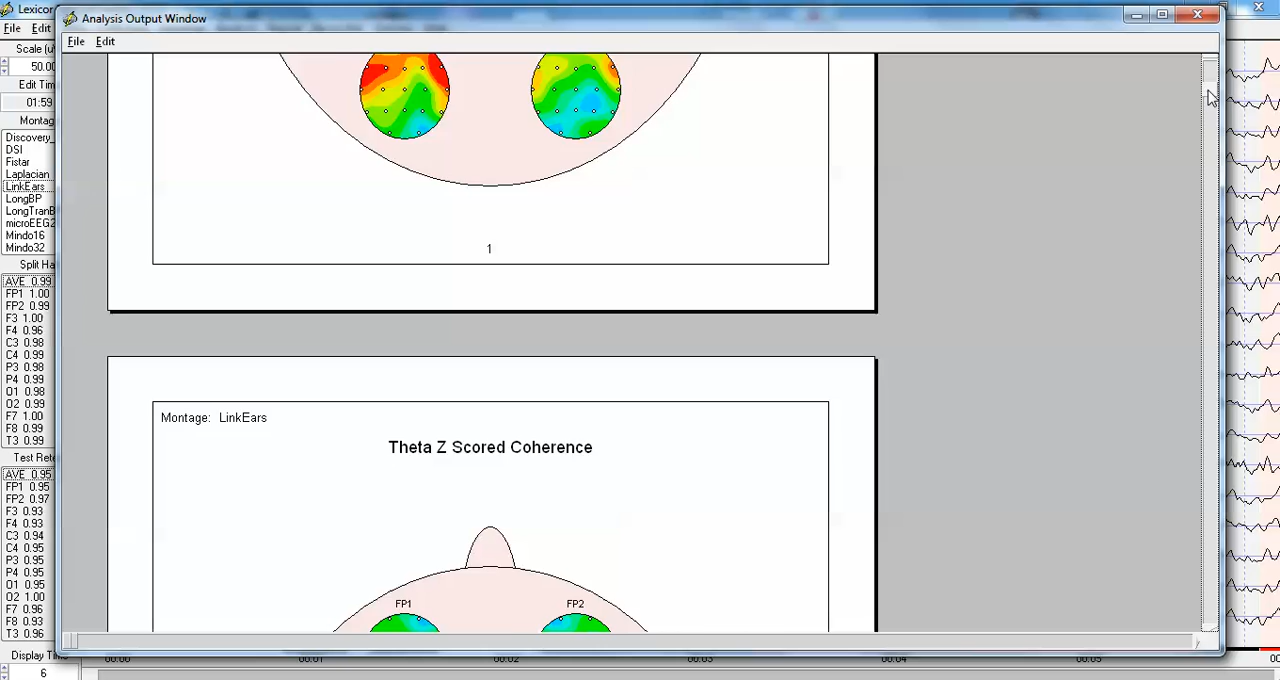 Lexicor
Analysis Output Window
File Edit
File Edit
Scale (u
50.00
Edit Tim
01:59
Montag
Discovery_
DSI
Fistar
Laplacian
LinkEars
LongBP
LongTranB
microEEG2
Mindo16
Mindo32
Split Ha
AVE 0.99
FP1 1.00
FP2 0.99
F3 1.00
F4 0.96
C3 0.98
C4 0.99
P3 0.98
P4 0.99
O1 0.98
O2 0.99
F7 1.00
F8 0.99
T3 0.99
Test Rete
AVE 0.95
FP1 0.95
FP2 0.97
F3 0.93
F4 0.93
C3 0.94
C4 0.95
P3 0.95
P4 0.95
O1 0.95
O2 1.00
F7 0.96
F8 0.93
T3 0.96
Display Tim
6
1
Montage: LinkEars
Theta Z Scored Coherence
FP1 FP2
00:00 00:01 00:02 00:03 00:04 00:05 00